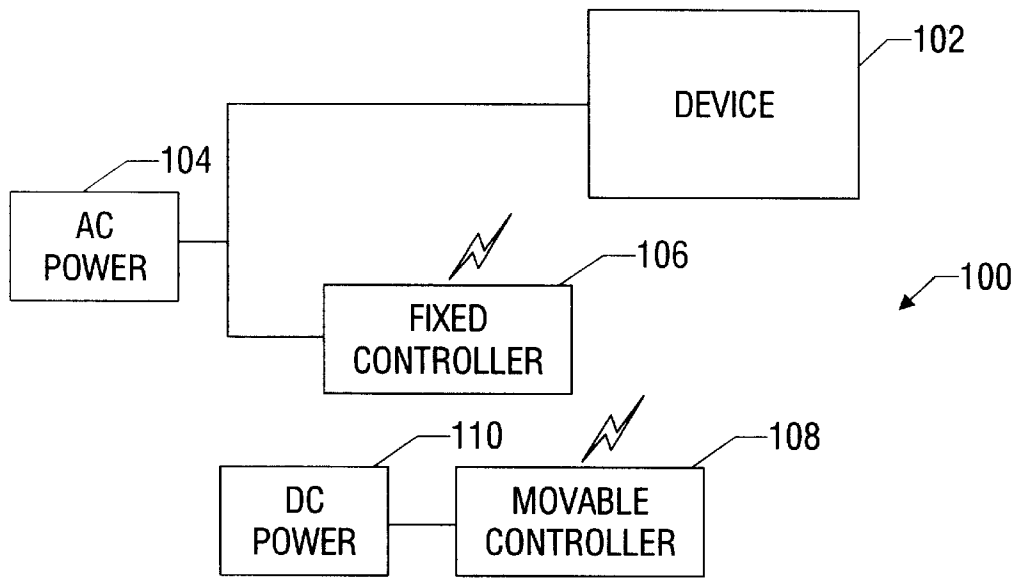 102
DEVICE
104
AC
POWER
106
100
FIXED
CONTROLLER
110
108
DC
POWER
MOVABLE
CONTROLLER